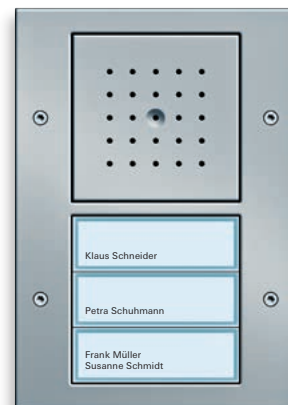 Klaus Schneider
Petra Schuhmann
Frank Müller
Susanne Schmidt